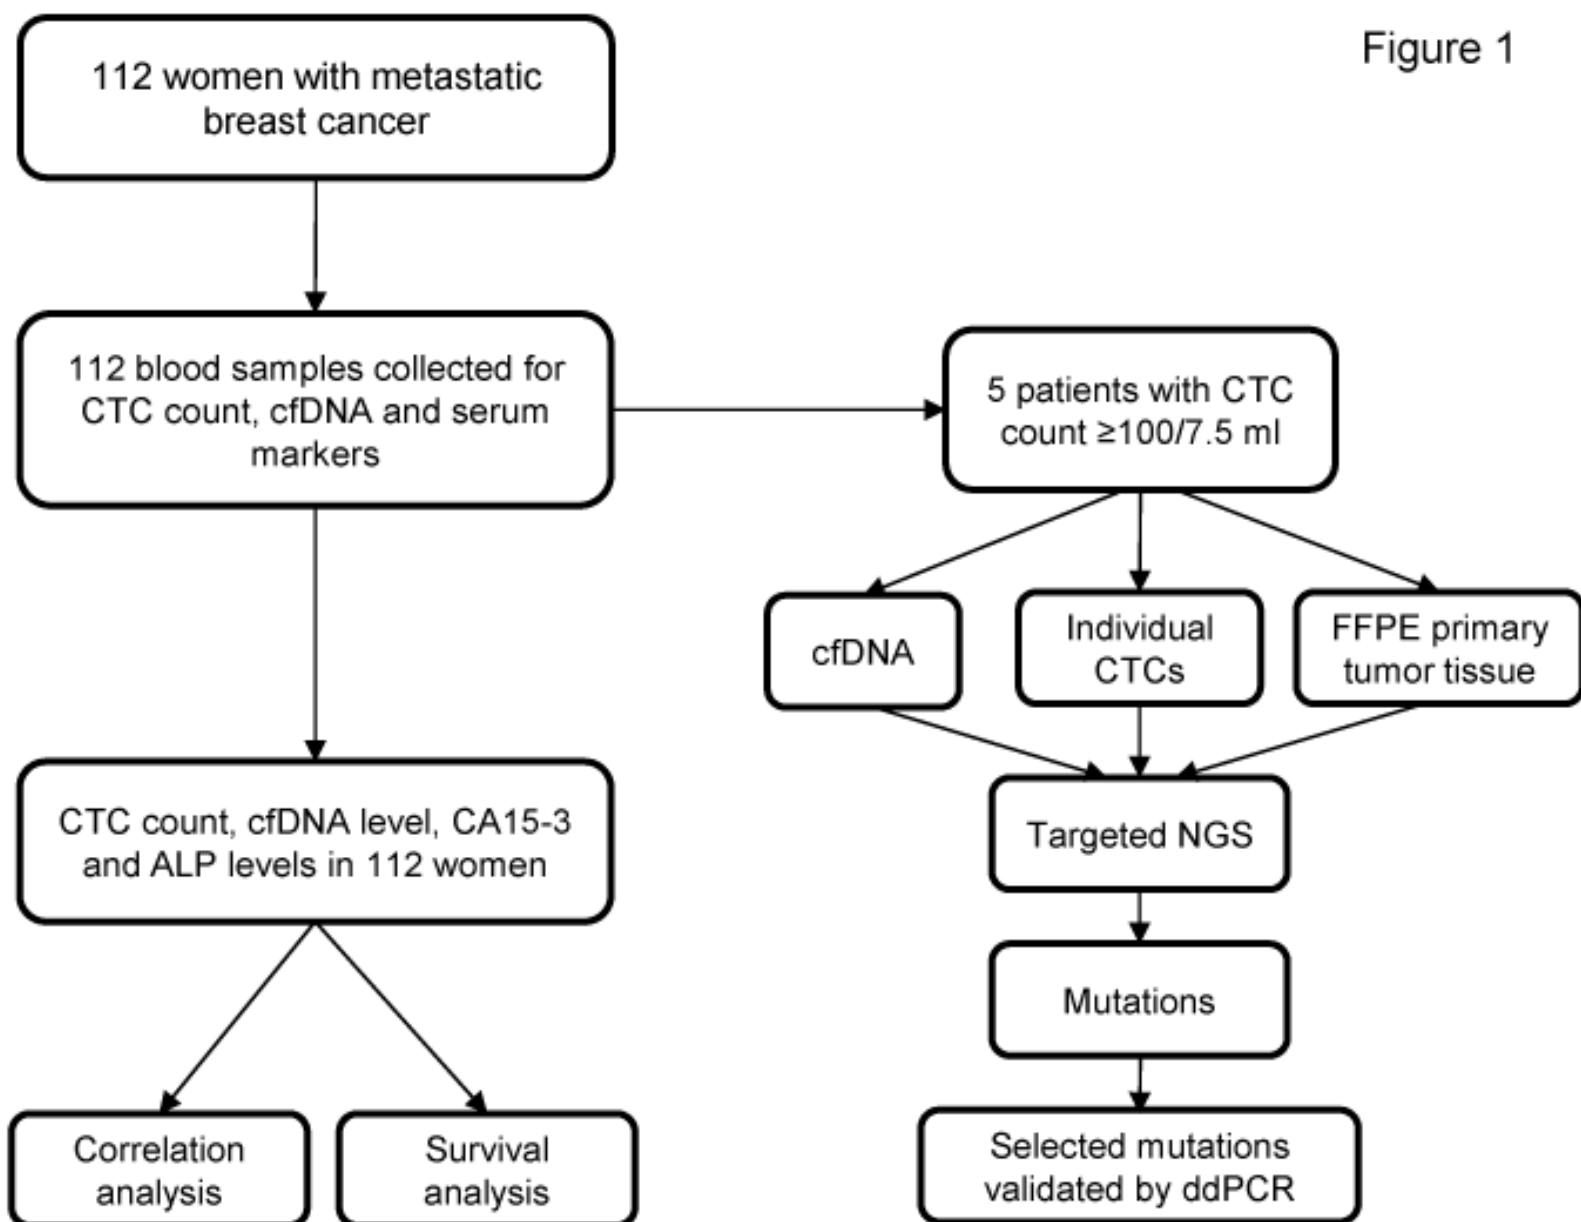 Figure 1
112 women with metastatic
breast cancer
112 blood samples collected for
CTC count, cfDNA and serum
markers
5 patients with CTC
count ≥100/7.5 ml
cfDNA
Individual
CTCs
FFPE primary
tumor tissue
CTC count, cfDNA level, CA15-3
and ALP levels in 112 women
Targeted NGS
Mutations
Correlation
analysis
Survival
analysis
Selected mutations
validated by ddPCR